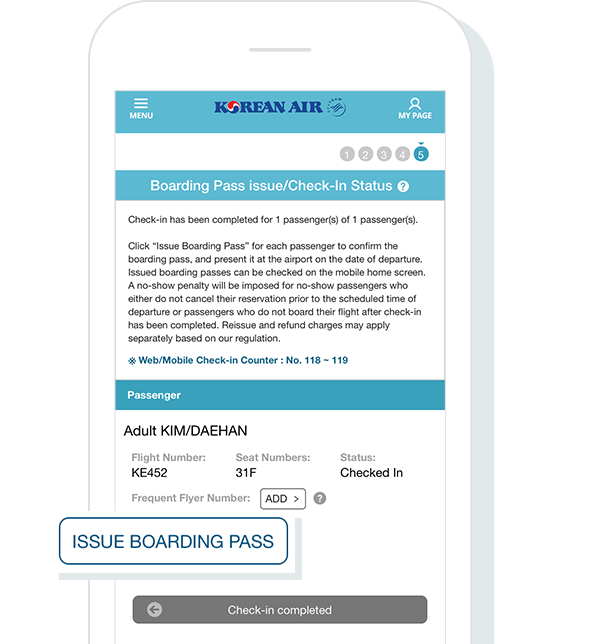 MENU
KOREAN AIR
MY PAGE
1 2 3 4 5
Boarding Pass issue/Check-In Status ?
Check-in has been completed for 1 passenger(s) of 1 passenger(s).
Click “Issue Boarding Pass” for each passenger to confirm the
boarding pass, and present it at the airport on the date of departure.
Issued boarding passes can be checked on the mobile home screen.
A no-show penalty will be imposed for no-show passengers who
either do not cancel their reservation prior to the scheduled time of
departure or passengers who do not board their flight after check-in
has been completed. Reissue and refund charges may apply
separately based on our regulation.
※ Web/Mobile Check-in Counter : No. 118 ~ 119
Passenger
Adult KIM/DAEHAN
Flight Number: Seat Numbers: Status:
KE452 31F Checked In
Frequent Flyer Number: ADD > ?
ISSUE BOARDING PASS
Check-in completed